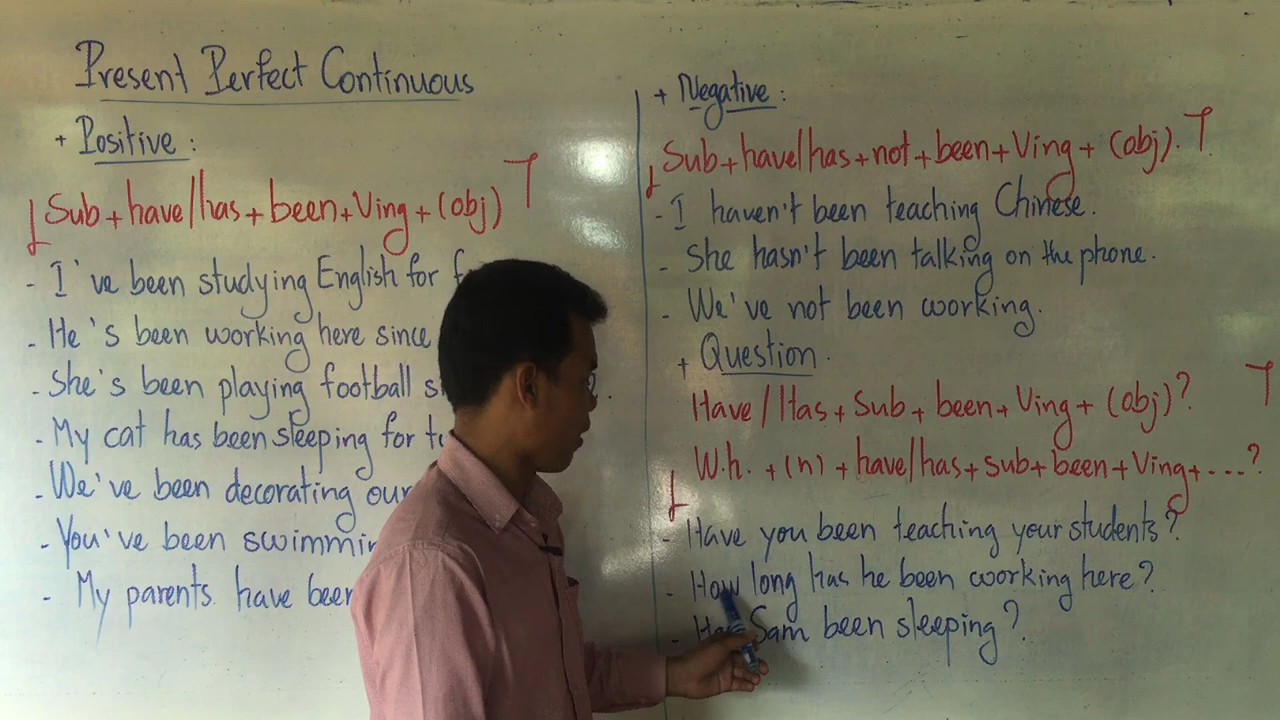 Present Perfect Continuous
+ Positive :
Sub + have/has + been + Ving + (obj)
- I've been studying English for
- He's been working here since
- She's been playing football
- My cat has been sleeping for
- We've been decorating our
- You've been
- My parents have been
+ Negative :
Sub + have/has + not + been + Ving + (obj).
- I haven't been teaching Chinese.
- She hasn't been talking on the phone.
- We've not been working.
+ Question.
Have/Has + Sub + been + Ving + (obj)?
W.h. + (n) + have/has + sub + been + Ving + ....?
- Have you been teaching your students?
- How long has he been working here?
- Sam been sleeping?